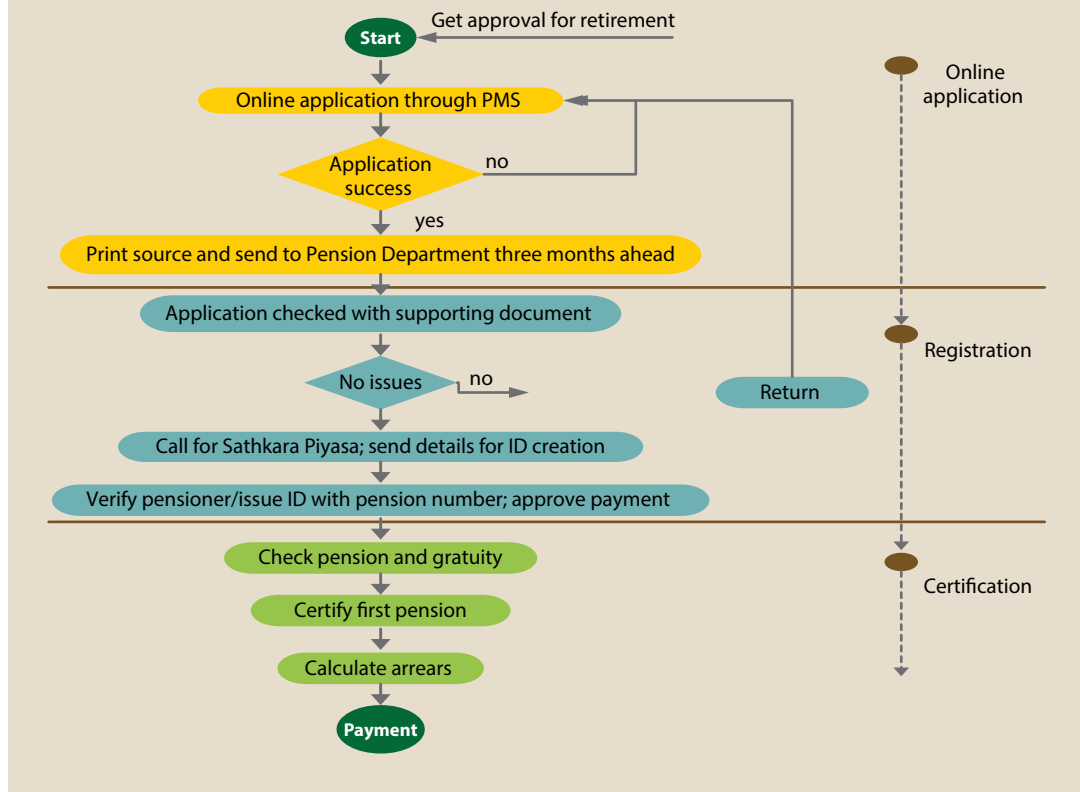 Get approval for retirement
Start
Online application through PMS
Online
application
Application
success
no
yes
Print source and send to Pension Department three months ahead
Application checked with supporting document
Registration
No issues
no
Return
Call for Sathkara Piyasa; send details for ID creation
Verify pensioner/issue ID with pension number; approve payment
Check pension and gratuity
Certification
Certify first pension
Calculate arrears
Payment